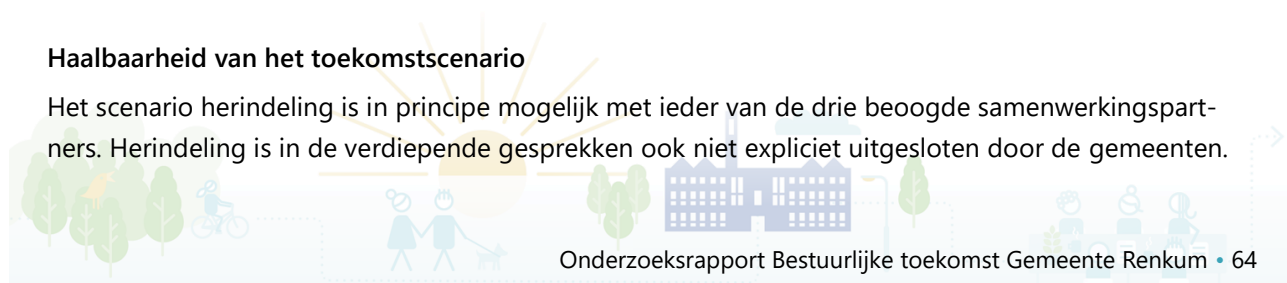 Haalbaarheid van het toekomstscenario
Het scenario herindeling is in principe mogelijk met ieder van de drie beoogde samenwerkingspart-
ners. Herindeling is in de verdiepende gesprekken ook niet expliciet uitgesloten door de gemeenten.
Onderzoeksrapport Bestuurlijke toekomst Gemeente Renkum • 64